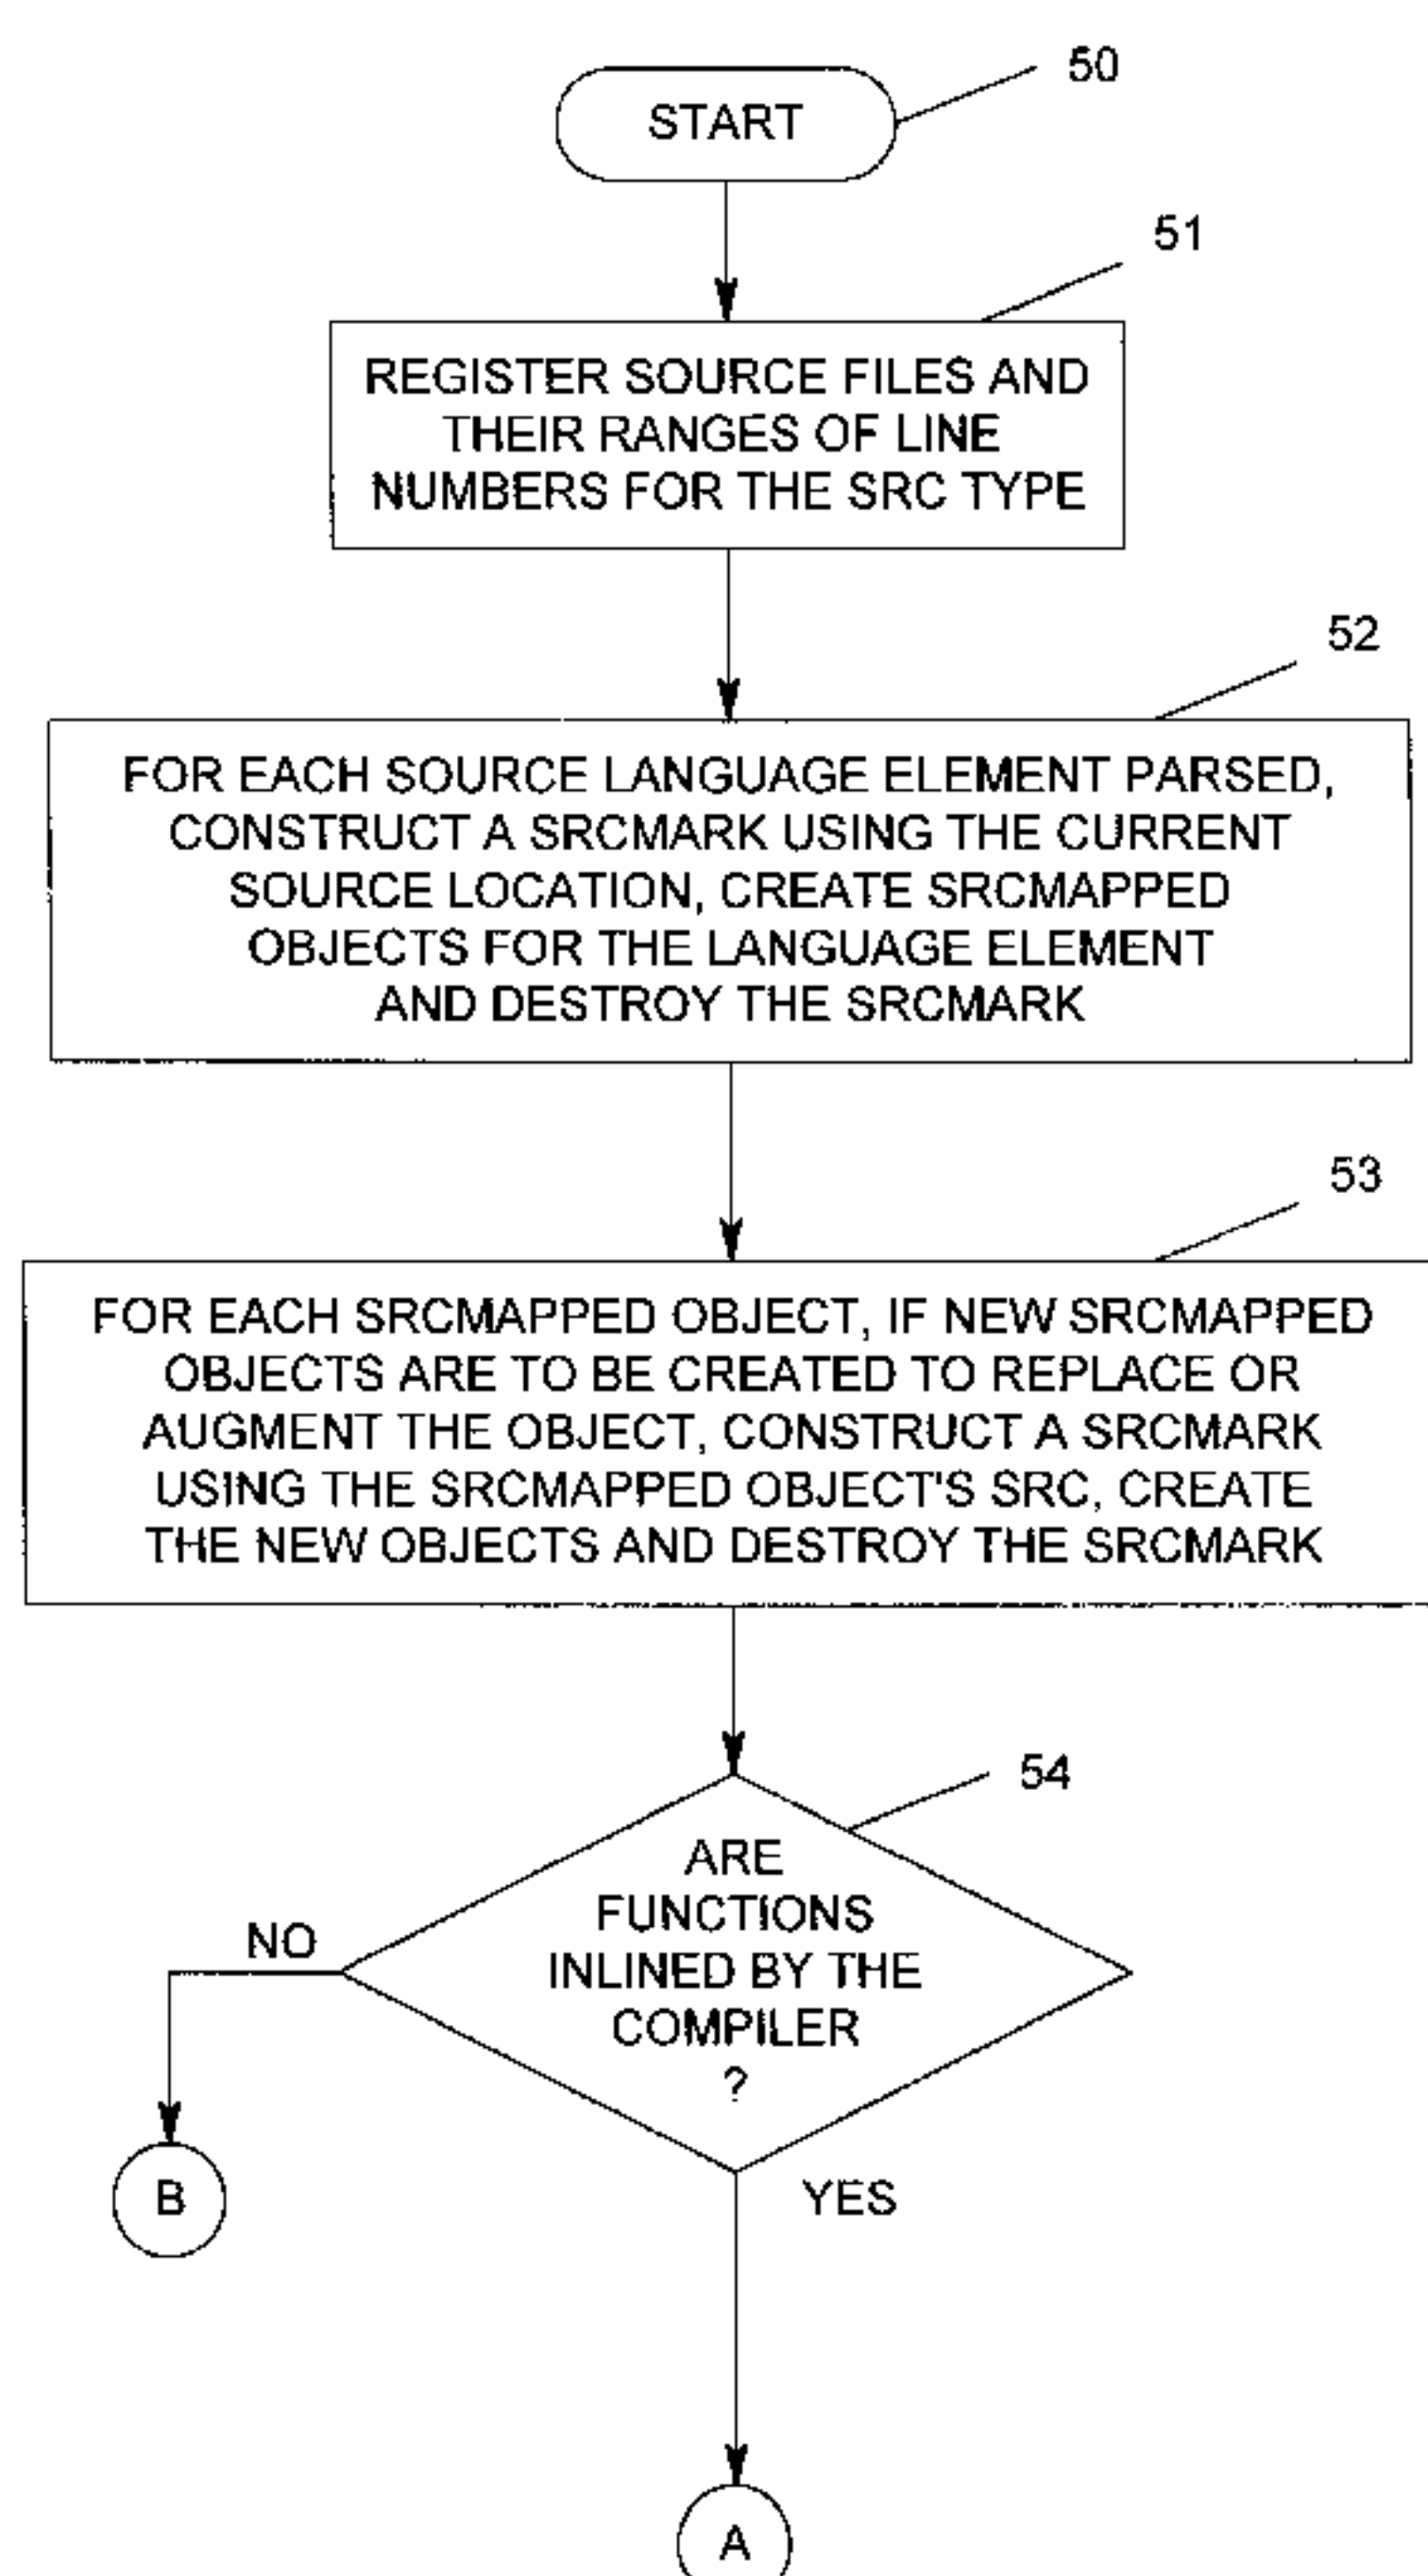 50
START
51
REGISTER SOURCE FILES AND
THEIR RANGES OF LINE
NUMBERS FOR THE SRC TYPE
52
FOR EACH SOURCE LANGUAGE ELEMENT PARSED,
CONSTRUCT A SRCMARK USING THE CURRENT
SOURCE LOCATION, CREATE SRCMAPPED
OBJECTS FOR THE LANGUAGE ELEMENT
AND DESTROY THE SRCMARK
53
FOR EACH SRCMAPPED OBJECT, IF NEW SRCMAPPED
OBJECTS ARE TO BE CREATED TO REPLACE OR
AUGMENT THE OBJECT, CONSTRUCT A SRCMARK
USING THE SRCMAPPED OBJECT'S SRC, CREATE
THE NEW OBJECTS AND DESTROY THE SRCMARK
54
ARE
FUNCTIONS
INLINED BY THE
COMPILER
?
NO
B
YES
A